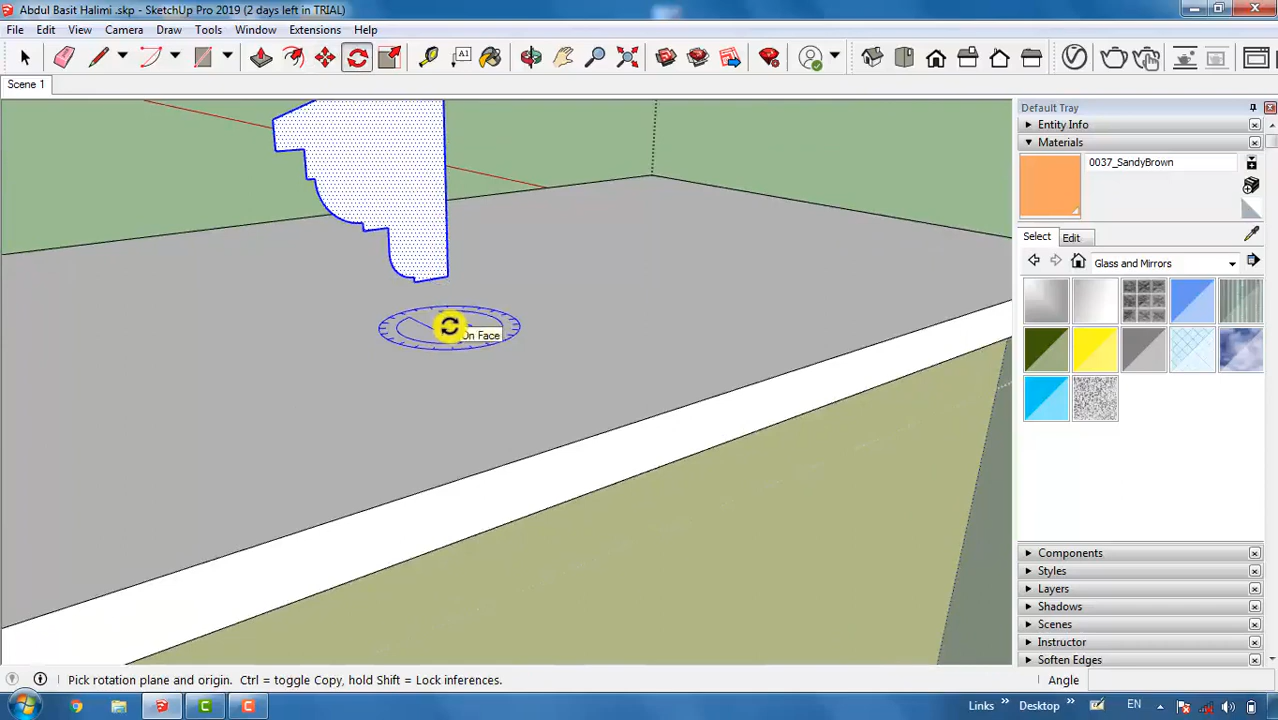 Abdul Basit Halimi .skp - SketchUp Pro 2019 (2 days left in TRIAL)
File Edit View Camera Draw Tools Window Extensions Help
A1
Scene 1
Default Tray
Entity Info
Materials
0037_SandyBrown
Select Edit
Glass and Mirrors
On Face
Components
Styles
Layers
Shadows
Scenes
Instructor
Soften Edges
Pick rotation plane and origin. Ctrl = toggle Copy, hold Shift = Lock inferences.
Angle
Links » Desktop » EN